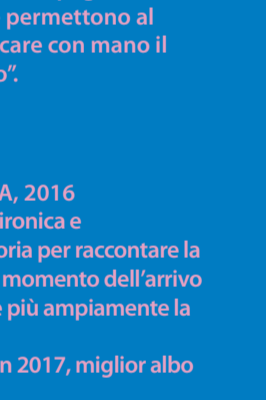 permettono al
care con mano il
o”.
A, 2016
ironica e
oria per raccontare la
momento dell’arrivo
e più ampiamente la
n 2017, miglior albo